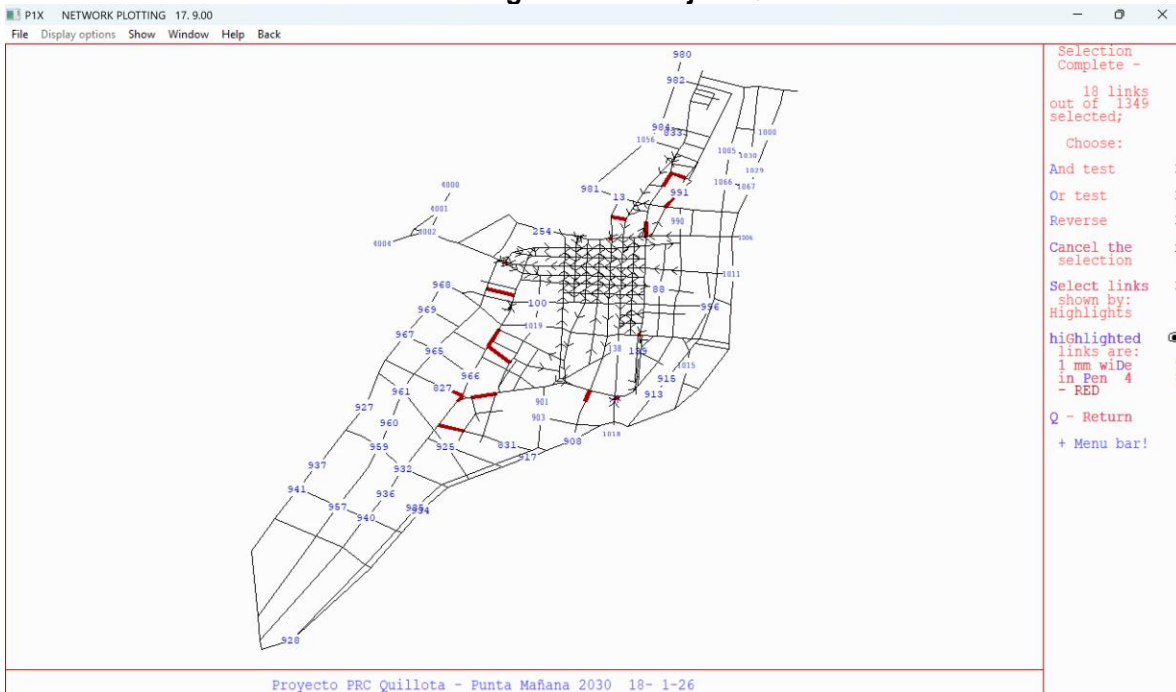 P1X NETWORK PLOTTING 17. 9.00
File Display options Show Window Help Back
Selection
Complete -
18 links
out of 1349
selected;
Choose:
And test
Or test
Reverse
Cancel the
selection
Select links
shown by:
Highlights
hiGhlighted
links are:
1 mm wiDe
in Pen 4
- RED
Q - Return
+ Menu bar!
980
982
984
833
1056
1008
1005
1030
1029
1066
1067
981
13
991
990
1006
4000
4001
4002
4004
254
1011
968
969
100
88
996
967
1019
965
138
139
1015
966
915
827
913
961
901
927
903
960
1018
959
925
831
908
917
937
932
941
936
957
940
934
928
Proyecto PRC Quillota - Punta Mañana 2030 18- 1-26